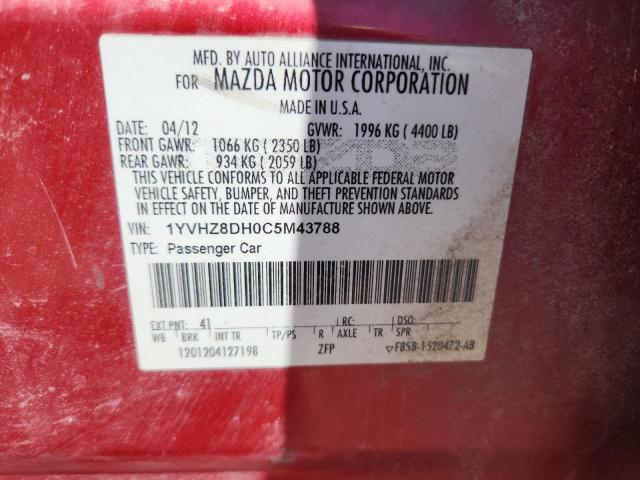 MFD. BY AUTO ALLIANCE INTERNATIONAL, INC.
FOR MAZDA MOTOR CORPORATION
MADE IN U.S.A.
DATE: 04/12 GVWR: 1996 KG ( 4400 LB)
FRONT GAWR: 1066 KG ( 2350 LB)
REAR GAWR: 934 KG ( 2059 LB)
THIS VEHICLE CONFORMS TO ALL APPLICABLE FEDERAL MOTOR
VEHICLE SAFETY, BUMPER, AND THEFT PREVENTION STANDARDS
IN EFFECT ON THE DATE OF MANUFACTURE SHOWN ABOVE.
VIN: 1YVHZ8DH0C5M43788
TYPE: Passenger Car
EXT PNT: 41 RC: DSO:
WB BRK INT TR TP/PS R AXLE TR SPR
1201204127198 ZFP ▽F85B-1520472-AB